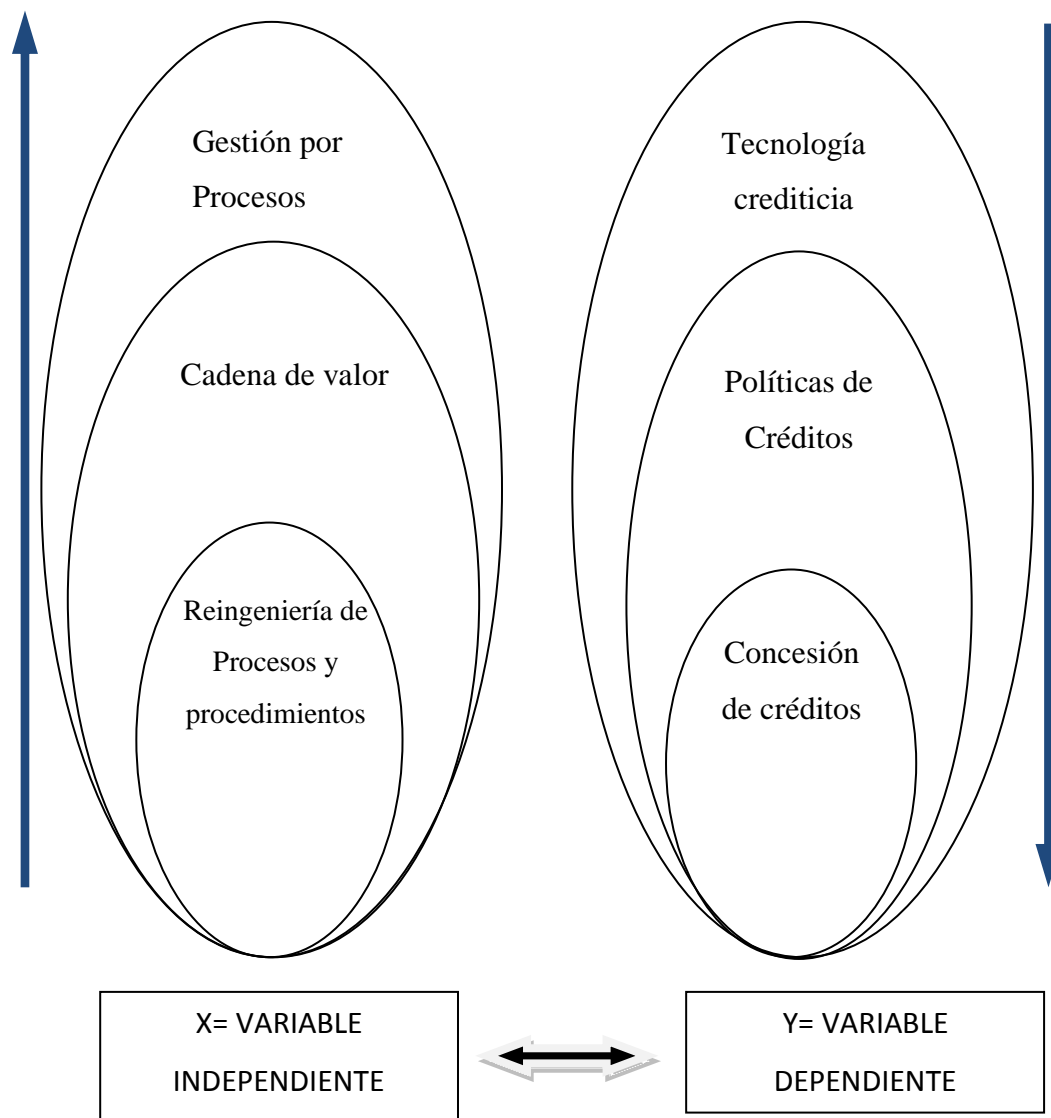 Gestión por
Procesos
Cadena de valor
Reingeniería de
Procesos y
procedimientos
Tecnología
crediticia
Políticas de
Créditos
Concesión
de créditos
X= VARIABLE
INDEPENDIENTE
Y= VARIABLE
DEPENDIENTE